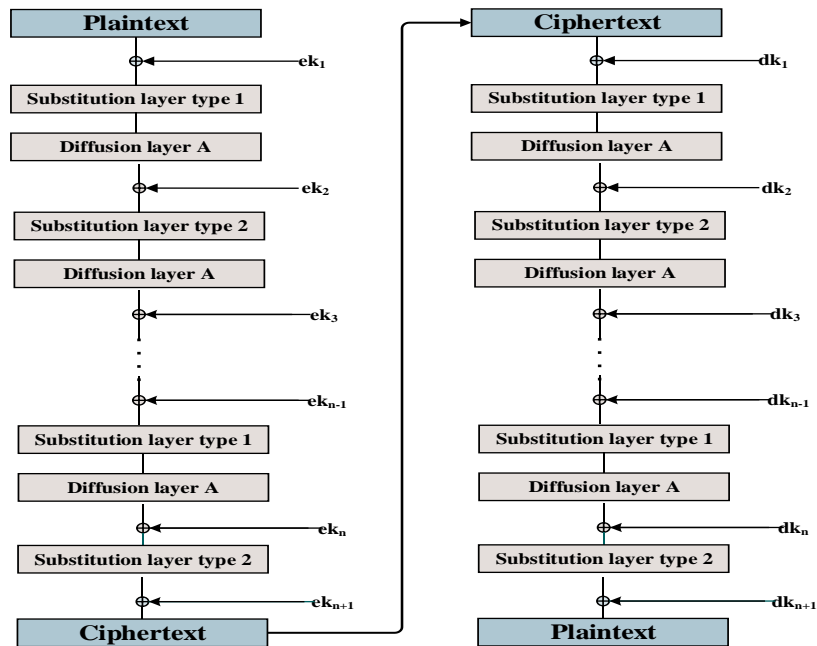 Plaintext
ek₁
Substitution layer type 1
Diffusion layer A
ek₂
Substitution layer type 2
Diffusion layer A
ek₃
ekₙ₋₁
Substitution layer type 1
Diffusion layer A
ekₙ
Substitution layer type 2
ekₙ₊₁
Ciphertext
Ciphertext
dk₁
Substitution layer type 1
Diffusion layer A
dk₂
Substitution layer type 2
Diffusion layer A
dk₃
dkₙ₋₁
Substitution layer type 1
Diffusion layer A
dkₙ
Substitution layer type 2
dkₙ₊₁
Plaintext